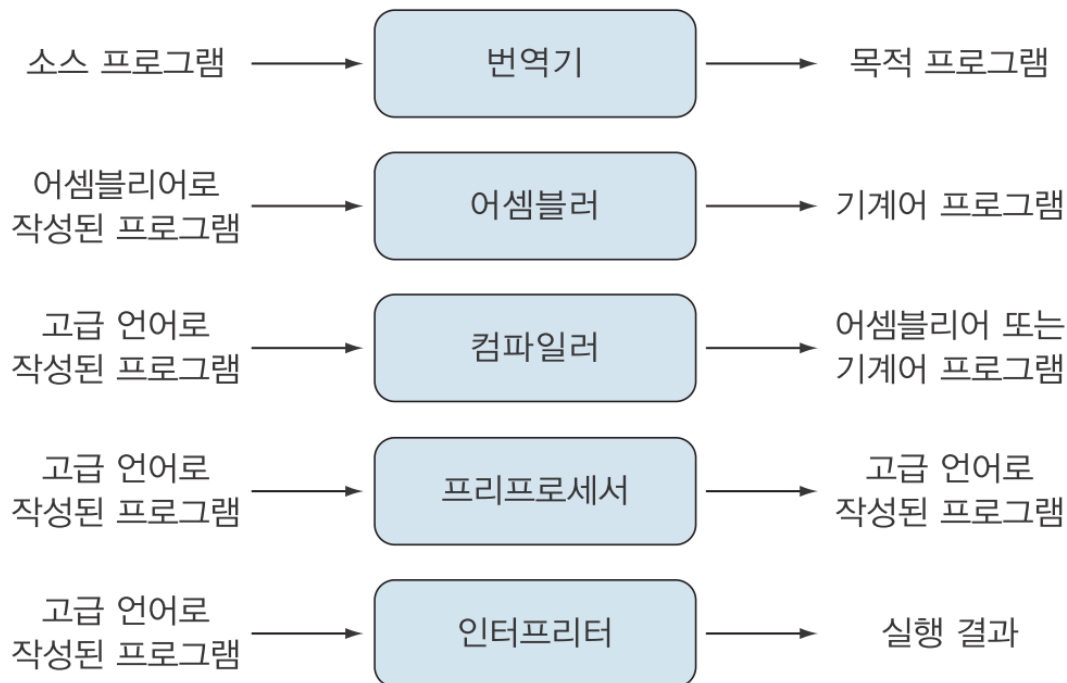 소스 프로그램
번역기
목적 프로그램
어셈블리어로
작성된 프로그램
어셈블러
기계어 프로그램
고급 언어로
작성된 프로그램
컴파일러
어셈블리어 또는
기계어 프로그램
고급 언어로
작성된 프로그램
프리프로세서
고급 언어로
작성된 프로그램
고급 언어로
작성된 프로그램
인터프리터
실행 결과